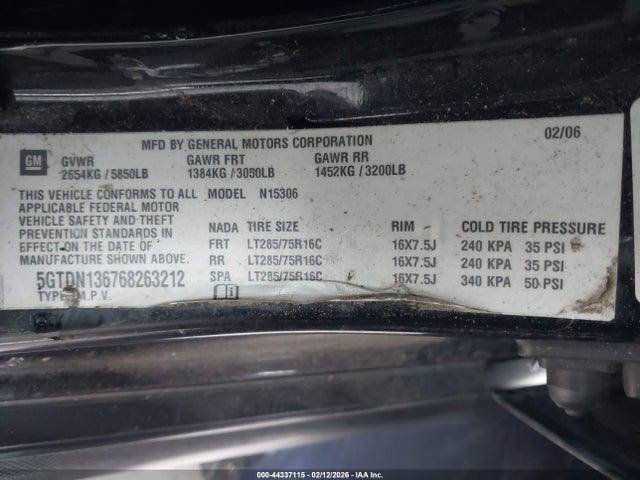 MFD BY GENERAL MOTORS CORPORATION 02/06
GM GVWR GAWR FRT GAWR RR
2654KG / 5850LB 1384KG / 3050LB 1452KG / 3200LB
THIS VEHICLE CONFORMS TO ALL MODEL N15306
APPLICABLE FEDERAL MOTOR
VEHICLE SAFETY AND THEFT
PREVENTION STANDARDS IN
EFFECT ON THE DATE OF
MANUFACTURE SHOWN ABOVE.
NADA TIRE SIZE RIM COLD TIRE PRESSURE
FRT LT285/75R16C 16X7.5J 240 KPA 35 PSI
RR LT285/75R16C 16X7.5J 240 KPA 35 PSI
SPA LT285/75R16C 16X7.5J 340 KPA 50 PSI
5GTDN136768263212
TYPE: M.P.V.
000-44337115 - 02/12/2026 - IAAI.com